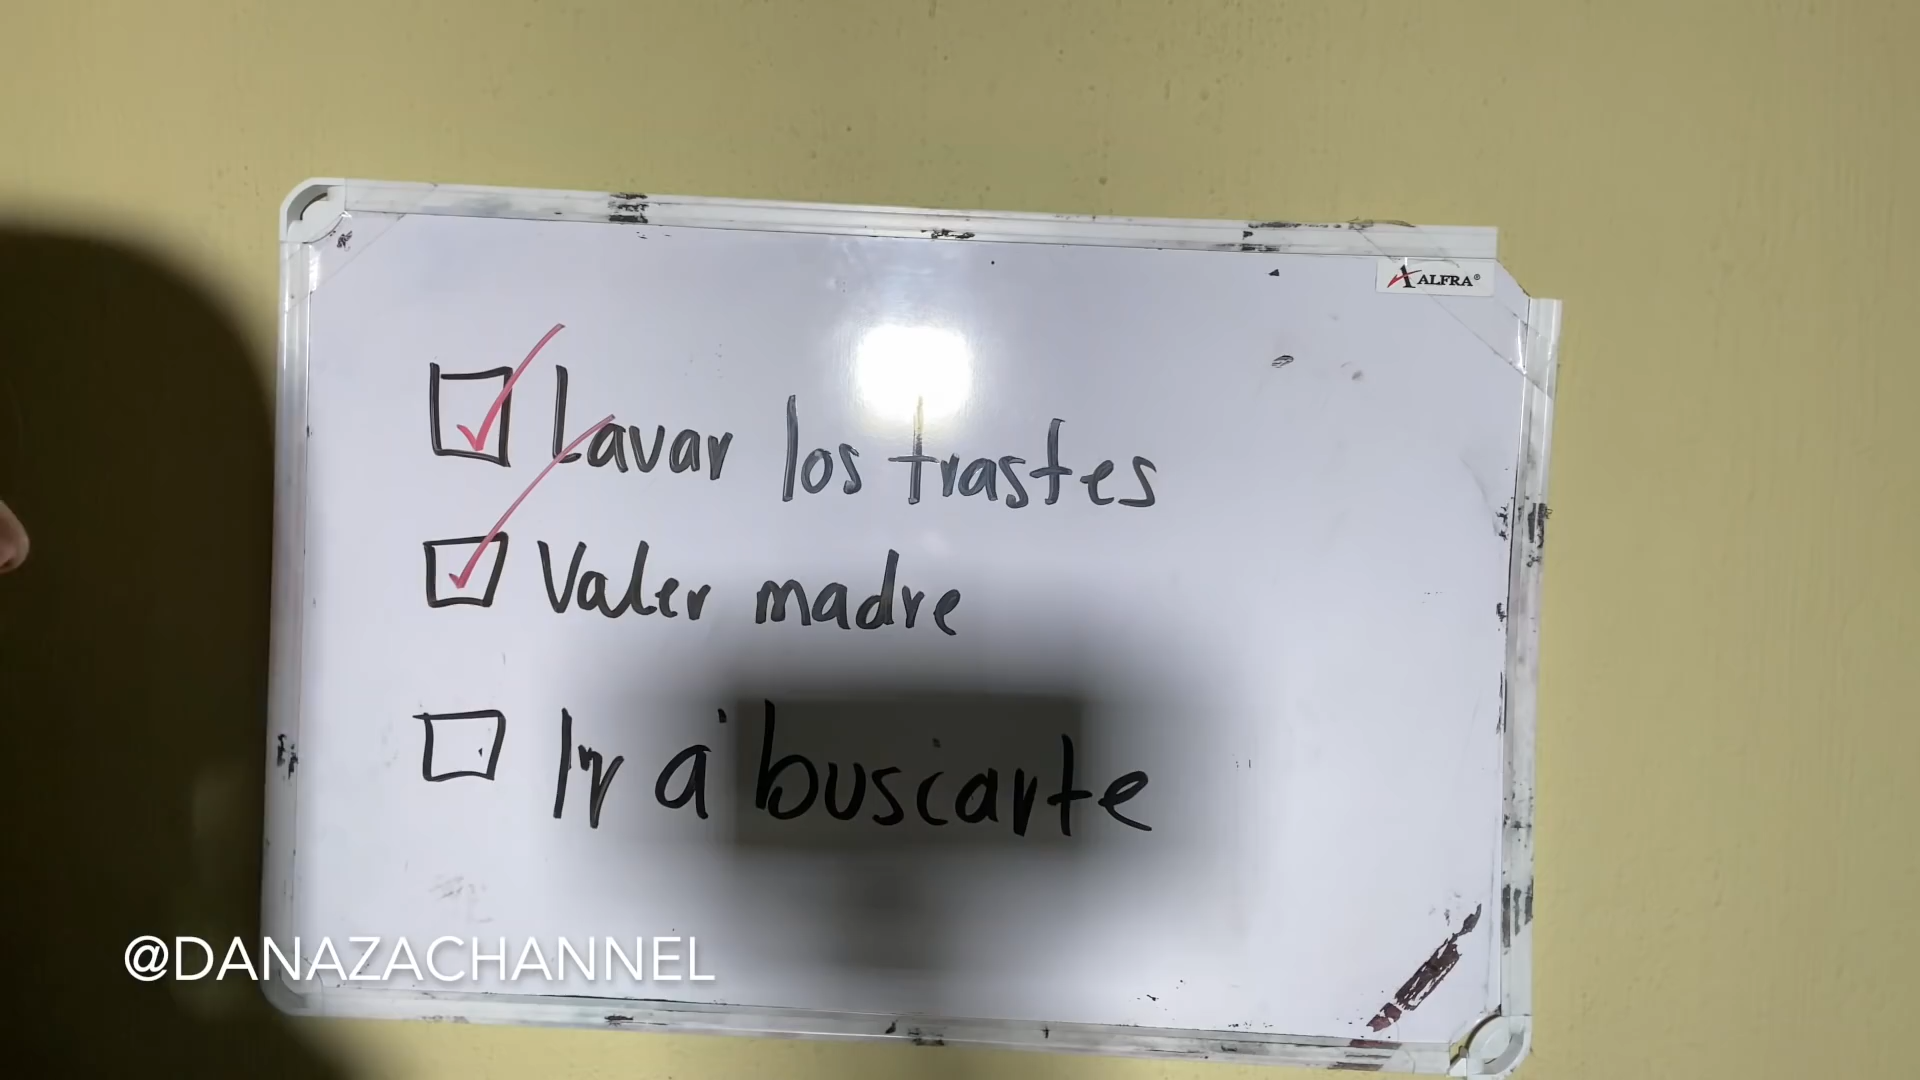 ALFRA®
Lavar los trastes
Valer madre
Ir a buscarte
@DANAZACHANNEL